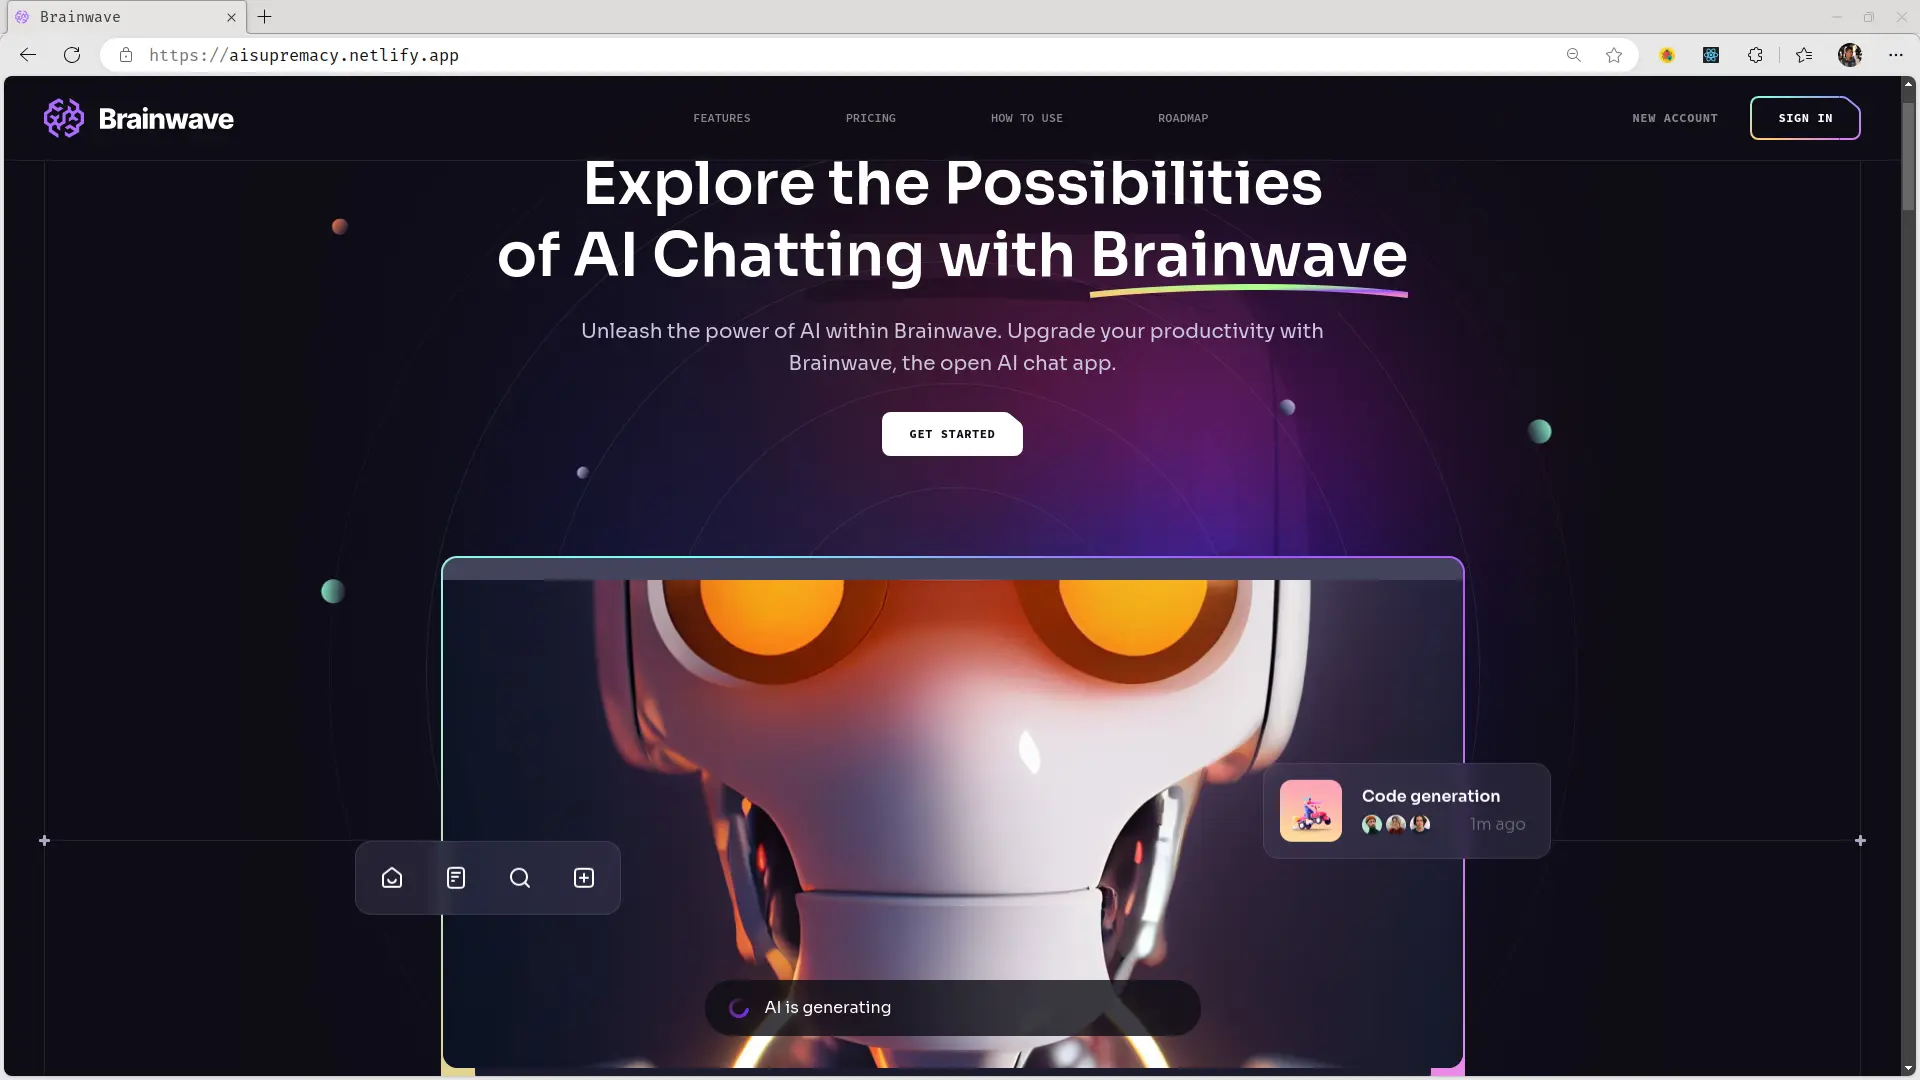 Brainwave
https://aisupremacy.netlify.app
Brainwave
FEATURES
PRICING
HOW TO USE
ROADMAP
NEW ACCOUNT
SIGN IN
Explore the Possibilities
of AI Chatting with Brainwave
Unleash the power of AI within Brainwave. Upgrade your productivity with
Brainwave, the open AI chat app.
GET STARTED
Code generation
1m ago
AI is generating